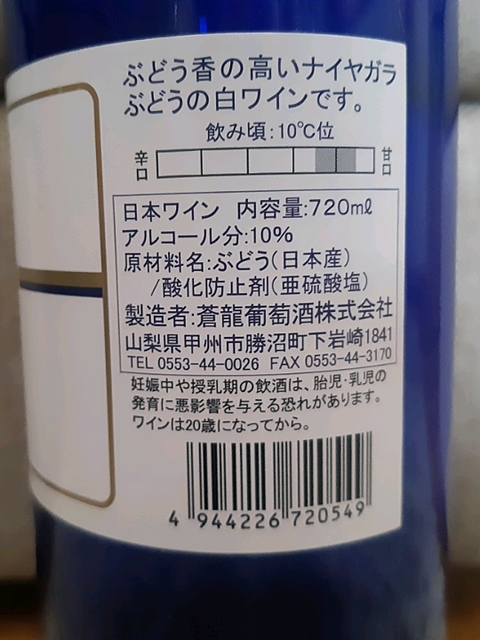 ぶどう香の高いナイヤガラ
ぶどうの白ワインです。
飲み頃:10℃位
辛口 甘口
日本ワイン 内容量:720mℓ
アルコール分:10%
原材料名:ぶどう(日本産)
/酸化防止剤(亜硫酸塩)
製造者:蒼龍葡萄酒株式会社
山梨県甲州市勝沼町下岩崎1841
TEL 0553-44-0026 FAX 0553-44-3170
妊娠中や授乳期の飲酒は、胎児・乳児の
発育に悪影響を与える恐れがあります。
ワインは20歳になってから。
4 944226 720549